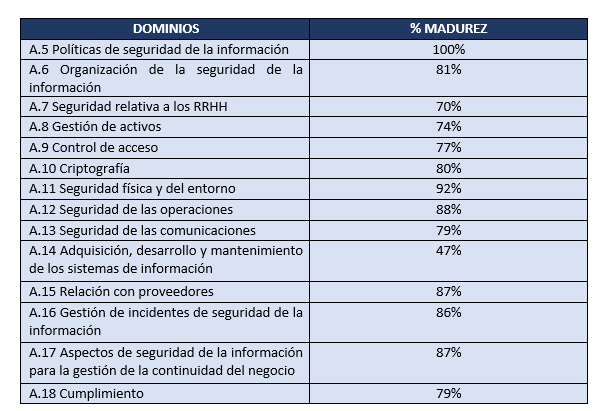 DOMINIOS % MADUREZ
A.5 Políticas de seguridad de la información 100%
A.6 Organización de la seguridad de la 81%
información
A.7 Seguridad relativa a los RRHH 70%
A.8 Gestión de activos 74%
A.9 Control de acceso 77%
A.10 Criptografía 80%
A.11 Seguridad física y del entorno 92%
A.12 Seguridad de las operaciones 88%
A.13 Seguridad de las comunicaciones 79%
A.14 Adquisición, desarrollo y mantenimiento 47%
de los sistemas de información
A.15 Relación con proveedores 87%
A.16 Gestión de incidentes de seguridad de la 86%
información
A.17 Aspectos de seguridad de la información 87%
para la gestión de la continuidad del negocio
A.18 Cumplimiento 79%